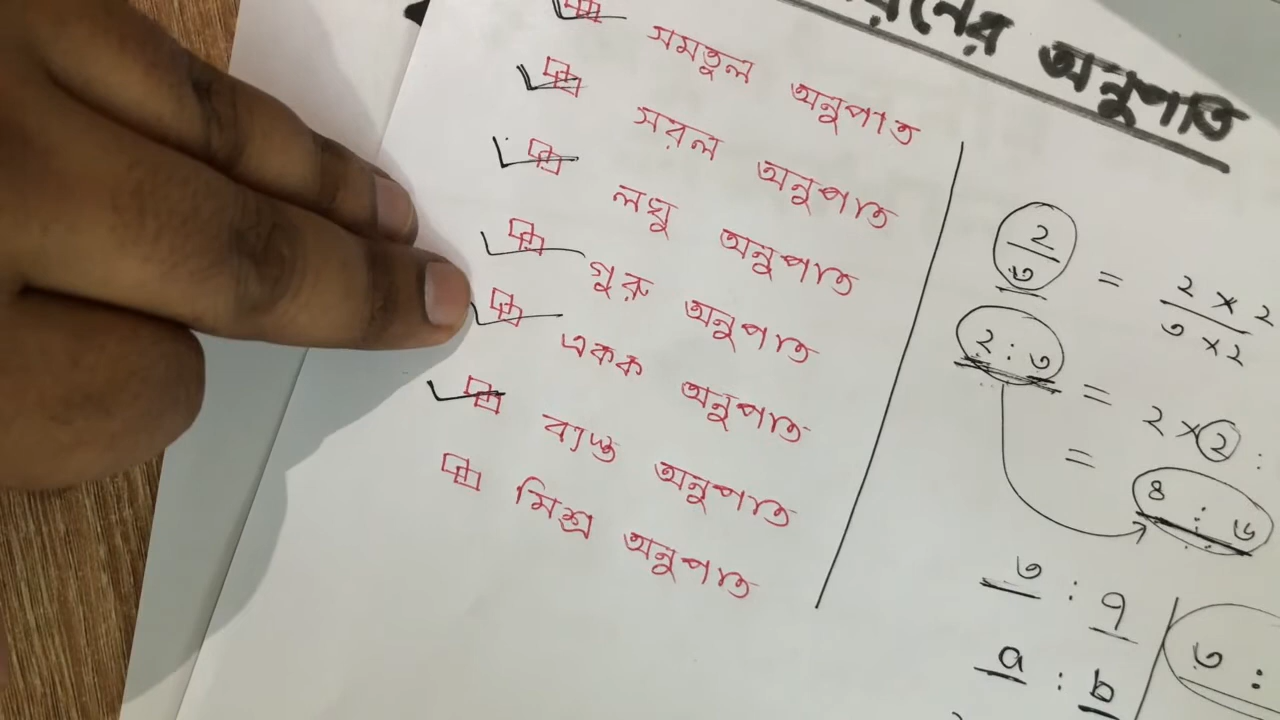 অনুপাত
সমতুল অনুপাত
সরল অনুপাত
লঘু অনুপাত
গুরু অনুপাত
একক অনুপাত
ব্যস্ত অনুপাত
মিশ্র অনুপাত
২/৩ = ২ × ২ / ৩ × ২
২ : ৩ = ২ × ২ :
= ৪ : ৬
৩ : ৭
a : b
৩ :